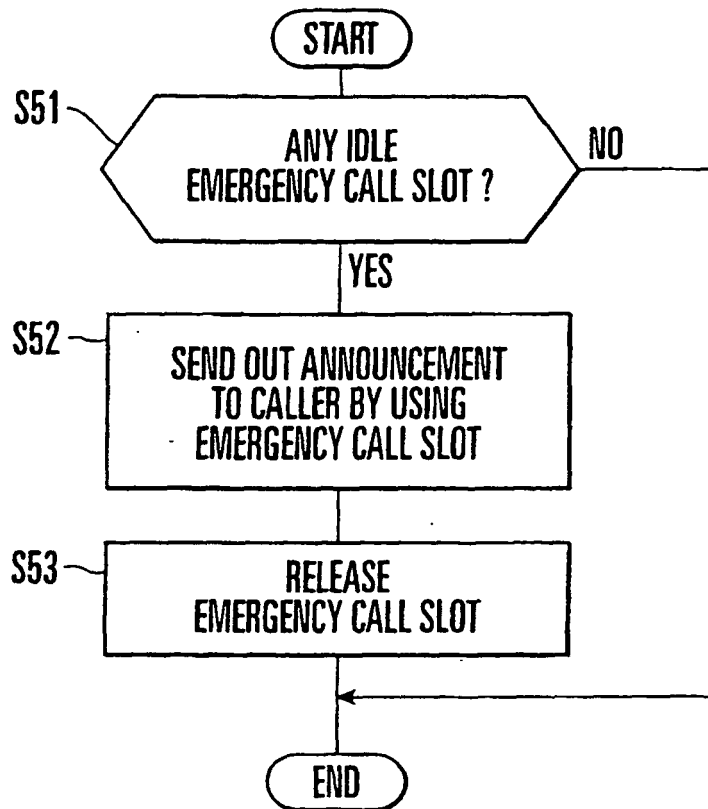 START
S51
ANY IDLE
EMERGENCY CALL SLOT ?
NO
YES
S52
SEND OUT ANNOUNCEMENT
TO CALLER BY USING
EMERGENCY CALL SLOT
S53
RELEASE
EMERGENCY CALL SLOT
END